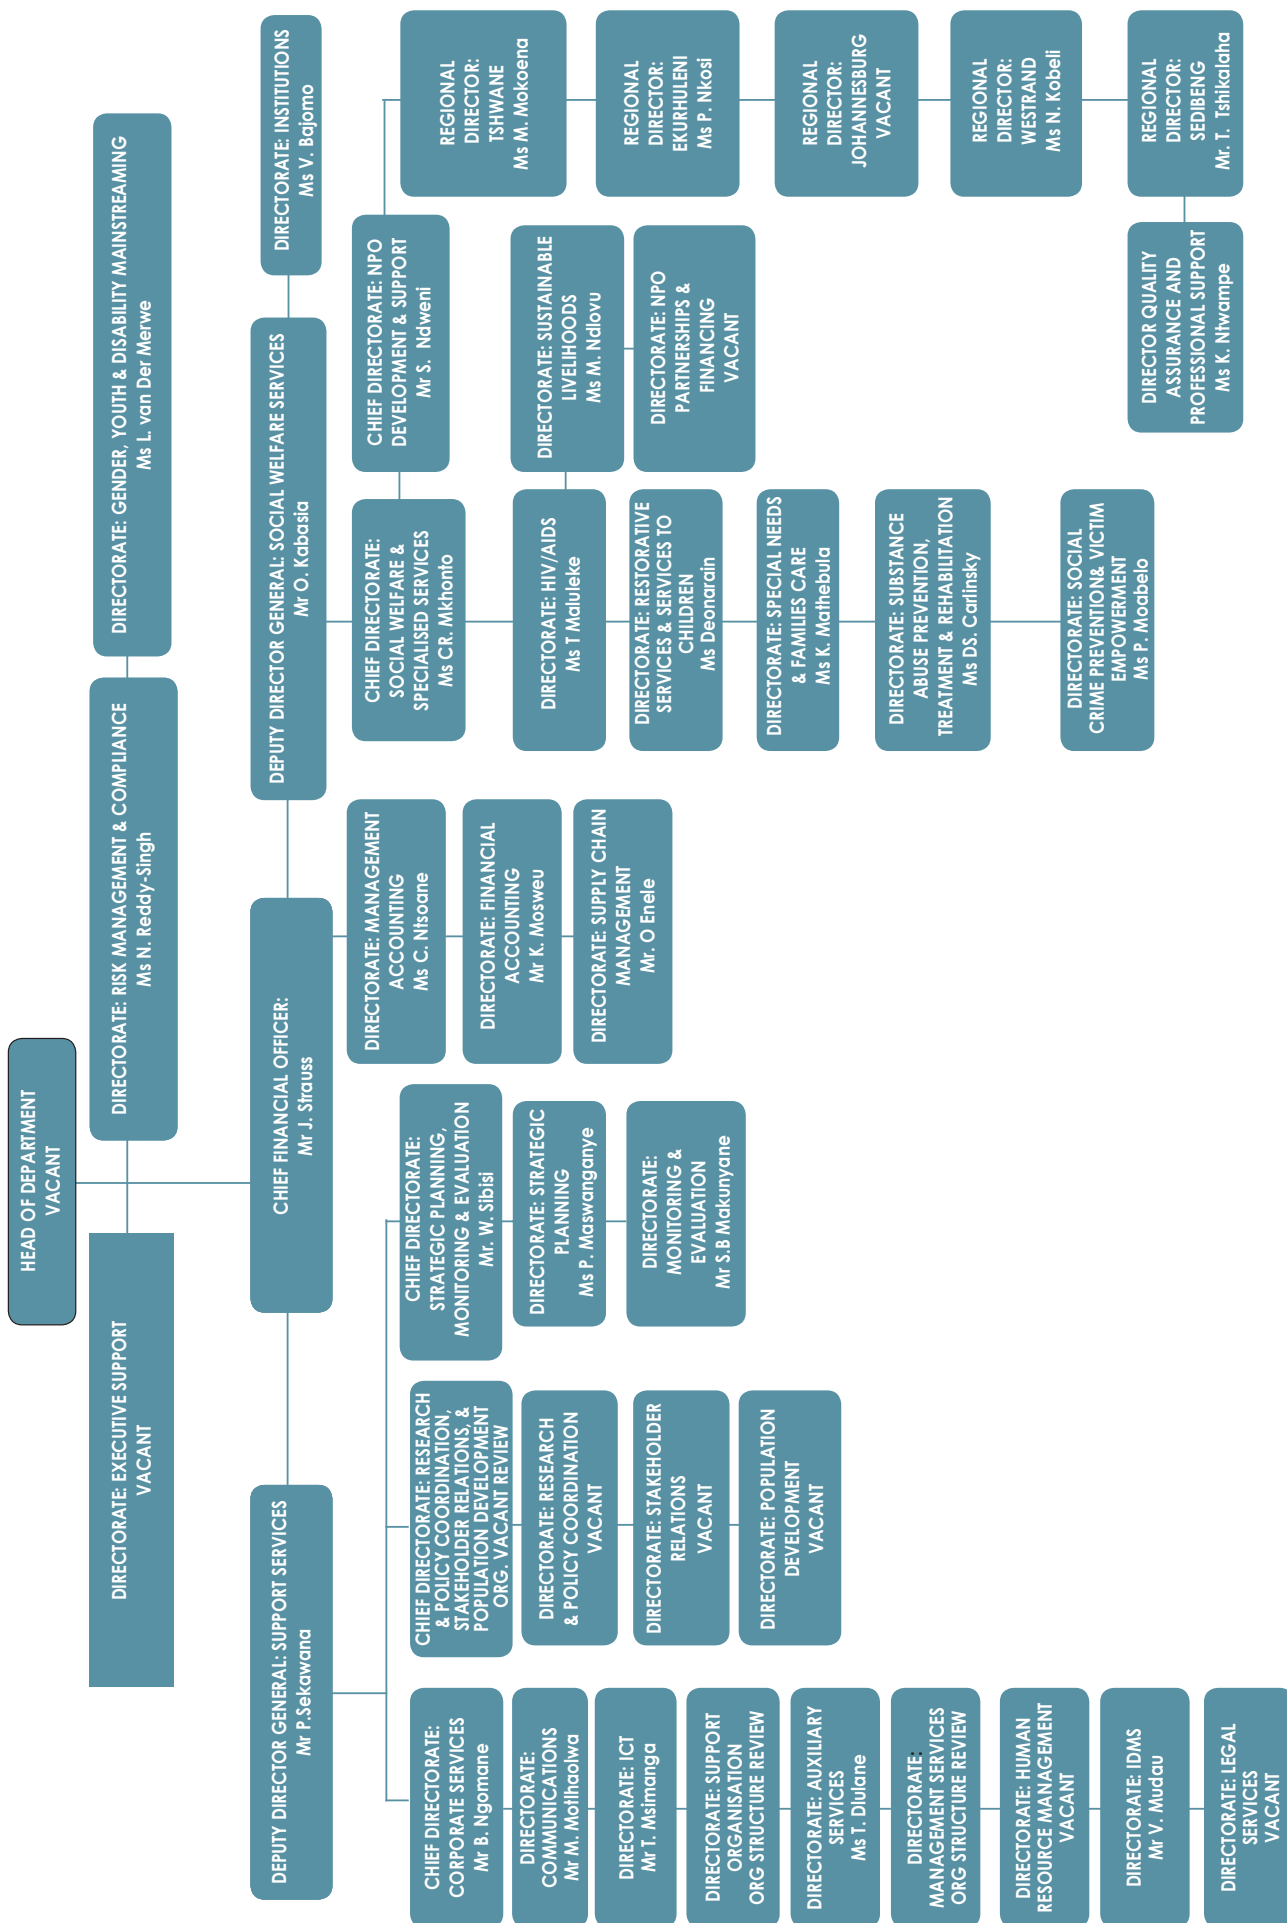 HEAD OF DEPARTMENT
VACANT
DIRECTORATE: EXECUTIVE SUPPORT
VACANT
DIRECTORATE: RISK MANAGEMENT & COMPLIANCE
Ms N. Reddy-Singh
DIRECTORATE: GENDER, YOUTH & DISABILITY MAINSTREAMING
Ms L. van Der Merwe
DEPUTY DIRECTOR GENERAL: SUPPORT SERVICES
Mr P.Sekawana
CHIEF FINANCIAL OFFICER:
Mr J. Strauss
DEPUTY DIRECTOR GENERAL: SOCIAL WELFARE SERVICES
Mr O. Kabasia
DIRECTORATE: INSTITUTIONS
Ms V. Bajomo
CHIEF DIRECTORATE:
CORPORATE SERVICES
Mr B. Ngomane
DIRECTORATE:
COMMUNICATIONS
Mr M. Motlhaolwa
DIRECTORATE: ICT
Mr T. Msimanga
DIRECTORATE: SUPPORT
ORGANISATION
ORG STRUCTURE REVIEW
DIRECTORATE: AUXILIARY
SERVICES
Ms T. Dlulane
DIRECTORATE:
MANAGEMENT SERVICES
ORG STRUCTURE REVIEW
DIRECTORATE: HUMAN
RESOURCE MANAGEMENT
VACANT
DIRECTORATE: IDMS
Mr V. Mudau
DIRECTORATE: LEGAL
SERVICES
VACANT
CHIEF DIRECTORATE: RESEARCH
& POLICY COORDINATION,
STAKEHOLDER RELATIONS, &
POPULATION DEVELOPMENT
ORG. VACANT REVIEW
DIRECTORATE: RESEARCH
& POLICY COORDINATION
VACANT
DIRECTORATE: STAKEHOLDER
RELATIONS
VACANT
DIRECTORATE: POPULATION
DEVELOPMENT
VACANT
CHIEF DIRECTORATE:
STRATEGIC PLANNING,
MONITORING & EVALUATION
Mr. W. Sibisi
DIRECTORATE: STRATEGIC
PLANNING
Ms P. Maswanganye
DIRECTORATE:
MONITORING &
EVALUATION
Mr S.B Makunyane
DIRECTORATE: MANAGEMENT
ACCOUNTING
Ms C. Ntsoane
DIRECTORATE: FINANCIAL
ACCOUNTING
Mr K. Mosweu
DIRECTORATE: SUPPLY CHAIN
MANAGEMENT
Mr. O Enele
CHIEF DIRECTORATE:
SOCIAL WELFARE &
SPECIALISED SERVICES
Ms CR. Mkhonto
DIRECTORATE: HIV/AIDS
Ms T Maluleke
DIRECTORATE: RESTORATIVE
SERVICES & SERVICES TO
CHILDREN
Ms Deonarain
DIRECTORATE: SPECIAL NEEDS
& FAMILIES CARE
Ms K. Mathebula
DIRECTORATE: SUBSTANCE
ABUSE PREVENTION,
TREATMENT & REHABILITATION
Ms DS. Carlinsky
DIRECTORATE: SOCIAL
CRIME PREVENTION& VICTIM
EMPOWERMENT
Ms P. Moabelo
CHIEF DIRECTORATE: NPO
DEVELOPMENT & SUPPORT
Mr S. Ndweni
DIRECTORATE: SUSTAINABLE
LIVELIHOODS
Ms M. Ndlovu
DIRECTORATE: NPO
PARTNERSHIPS &
FINANCING
VACANT
REGIONAL
DIRECTOR:
TSHWANE
Ms M. Mokoena
REGIONAL
DIRECTOR:
EKURHULENI
Ms P. Nkosi
REGIONAL
DIRECTOR:
JOHANNESBURG
VACANT
REGIONAL
DIRECTOR:
WESTRAND
Ms N. Kobeli
REGIONAL
DIRECTOR:
SEDIBENG
Mr. T. Tshikalaha
DIRECTOR QUALITY
ASSURANCE AND
PROFESSIONAL SUPPORT
Ms K. Ntwampe